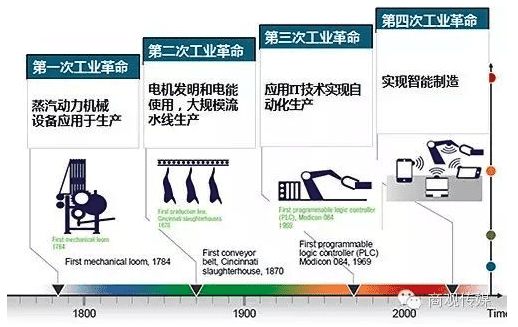 第一次工业革命
蒸汽动力机械
设备应用于生产
First mechanical loom
1784
First mechanical loom, 1784
第二次工业革命
电机发明和电能
使用，大规模流
水线生产
First production line,
Cincinnati slaughterhouses
1870
First conveyor
belt, Cincinnati
slaughterhouse, 1870
第三次工业革命
应用IT技术实现自
动化生产
First programmable logic controller
(PLC), Modicon 084
1969
First programmable
logic controller (PLC)
Modicon 084, 1969
第四次工业革命
实现智能制造
1800
1900
2000
Time
商观传媒